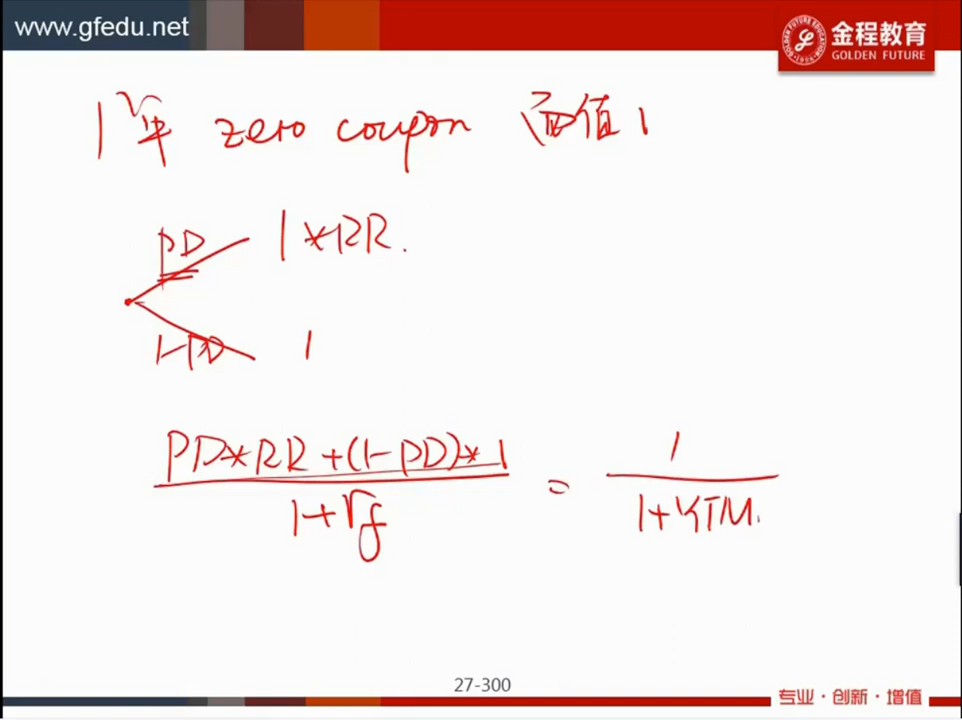 www.gfedu.net
金程教育
GOLDEN FUTURE
1年 zero coupon 面值1
PD 1*RR.
1-PD 1
PD*RR+(1-PD)*1 = 1
1+rf 1+YTM.
27-300
专业·创新·增值